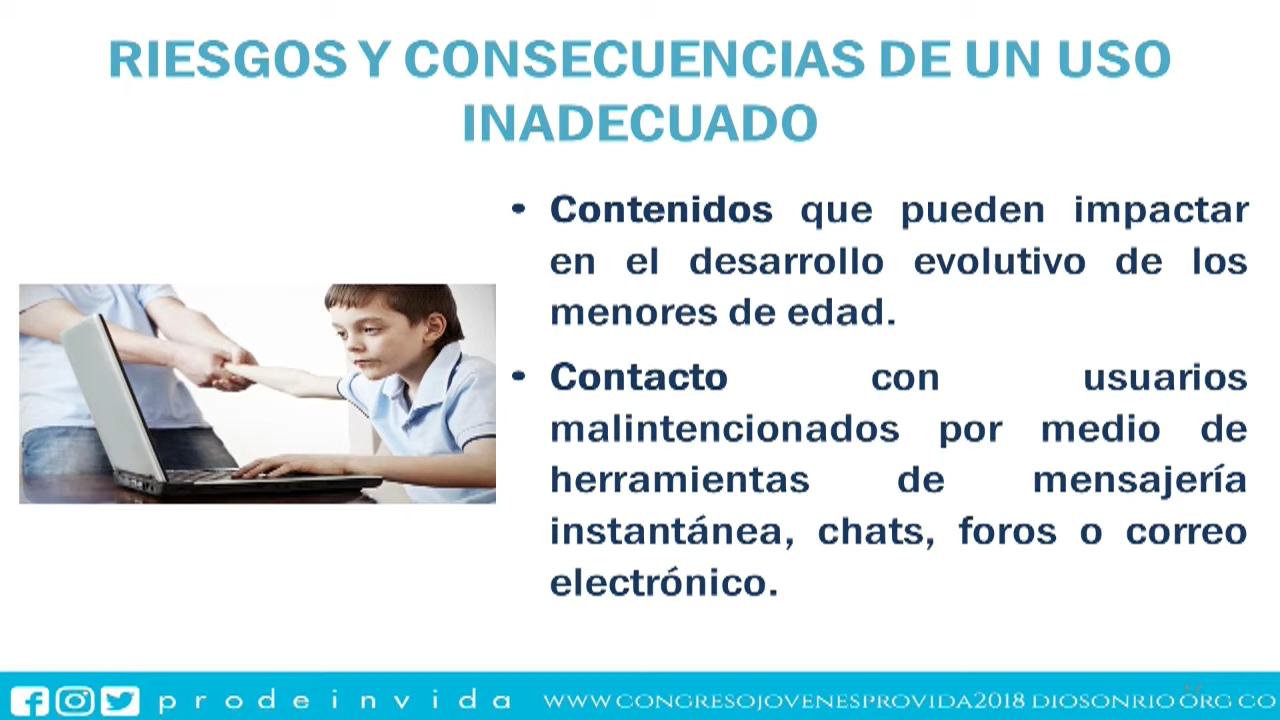 RIESGOS Y CONSECUENCIAS DE UN USO
INADECUADO
• Contenidos que pueden impactar
en el desarrollo evolutivo de los
menores de edad.
• Contacto con usuarios
malintencionados por medio de
herramientas de mensajería
instantánea, chats, foros o correo
electrónico.
prodeinvida WWW.CONGRESOJOVENESPROVIDA2018 DIOSONRIO ORG CO